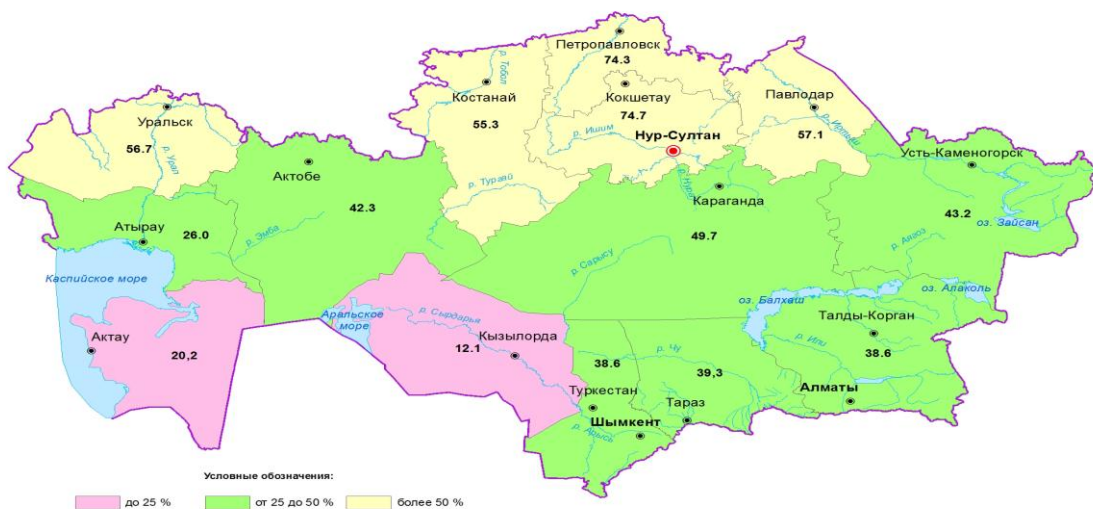 Петропавловск
74.3
р. Тобол
Костанай
55.3
Кокшетау
74.7
Павлодар
57.1
р. Иртыш
Уральск
56.7
р. Урал
р. Ишим
Нур-Султан
Усть-Каменогорск
Актобе
42.3
р. Тургай
р. Нура
Караганда
49.7
43.2
оз. Зайсан
Атырау
26.0
р. Эмба
р. Сарысу
р. Аягоз
Каспийское море
оз. Балхаш
оз. Алаколь
Аральское
море
р. Сырдарья
Талды-Корган
Актау
20,2
Кызылорда
12.1
38.6
р. Чу
39,3
р. Или
38.6
Туркестан
Тараз
Алматы
р. Арысь
Шымкент
Условные обозначения:
до 25 %
от 25 до 50 %
более 50 %